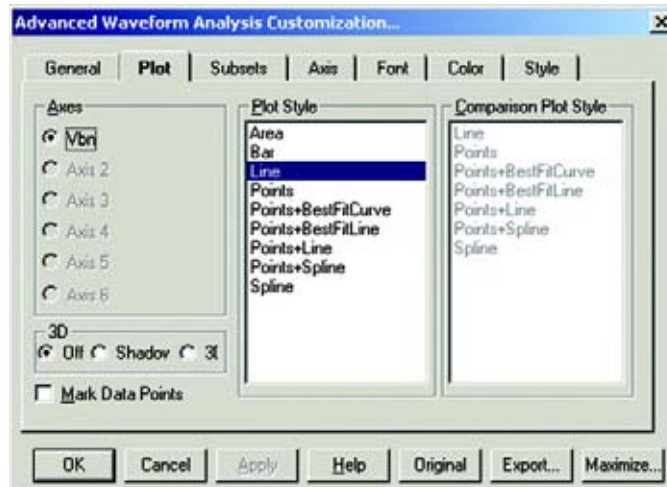 Advanced Waveform Analysis Customization...
General Plot Subsets Axis Font Color Style
Axes
Vbn
Axis 2
Axis 3
Axis 4
Axis 5
Axis 6
3D
Off Shadov 3(
Mark Data Points
Plot Style
Area
Bar
Line
Points
Points+BestFitCurve
Points+BestFitLine
Points+Line
Points+Spline
Spline
Comparison Plot Style
Line
Points
Points+BestFitCurve
Points+BestFitLine
Points+Line
Points+Spline
Spline
OK Cancel Apply Help Original Export... Maximize...